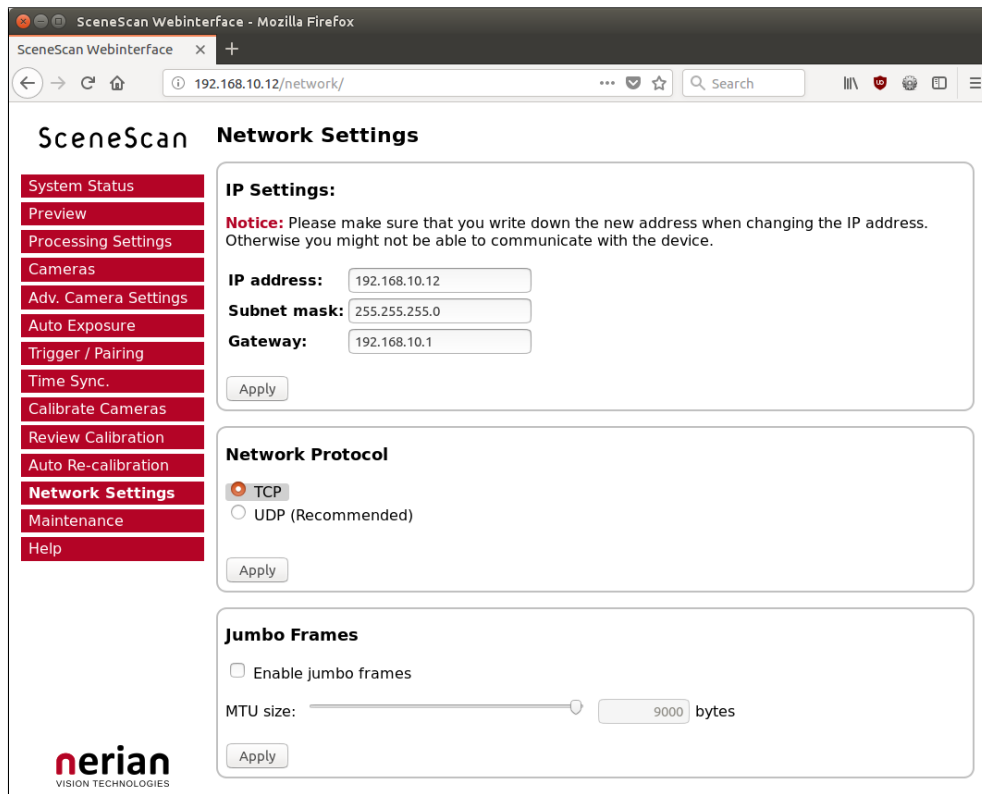 SceneScan Webinterface - Mozilla Firefox
SceneScan Webinterface
192.168.10.12/network/
Search
SceneScan
System Status
Preview
Processing Settings
Cameras
Adv. Camera Settings
Auto Exposure
Trigger / Pairing
Time Sync.
Calibrate Cameras
Review Calibration
Auto Re-calibration
Network Settings
Maintenance
Help
nerian
VISION TECHNOLOGIES
Network Settings
IP Settings:
Notice: Please make sure that you write down the new address when changing the IP address.
Otherwise you might not be able to communicate with the device.
IP address: 192.168.10.12
Subnet mask: 255.255.255.0
Gateway: 192.168.10.1
Apply
Network Protocol
TCP
UDP (Recommended)
Apply
Jumbo Frames
Enable jumbo frames
MTU size: 9000 bytes
Apply